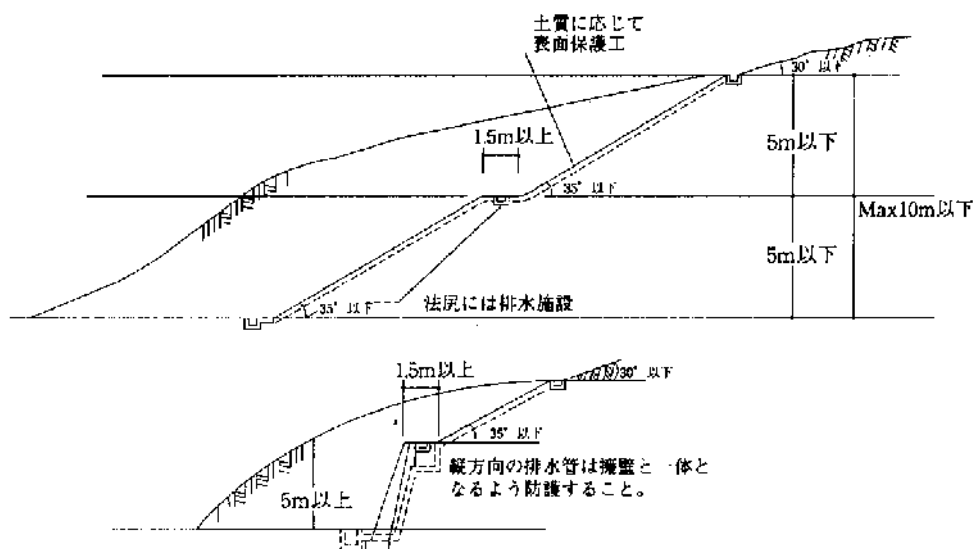 土質に応じて
表面保護工
30° 以下
1.5m以上
5m以下
35° 以下
Max10m以下
5m以下
35° 以下
法尻には排水施設
1.5m以上
30° 以下
35° 以下
縦方向の排水管は擁壁と一体と
なるよう防護すること。
5m以上